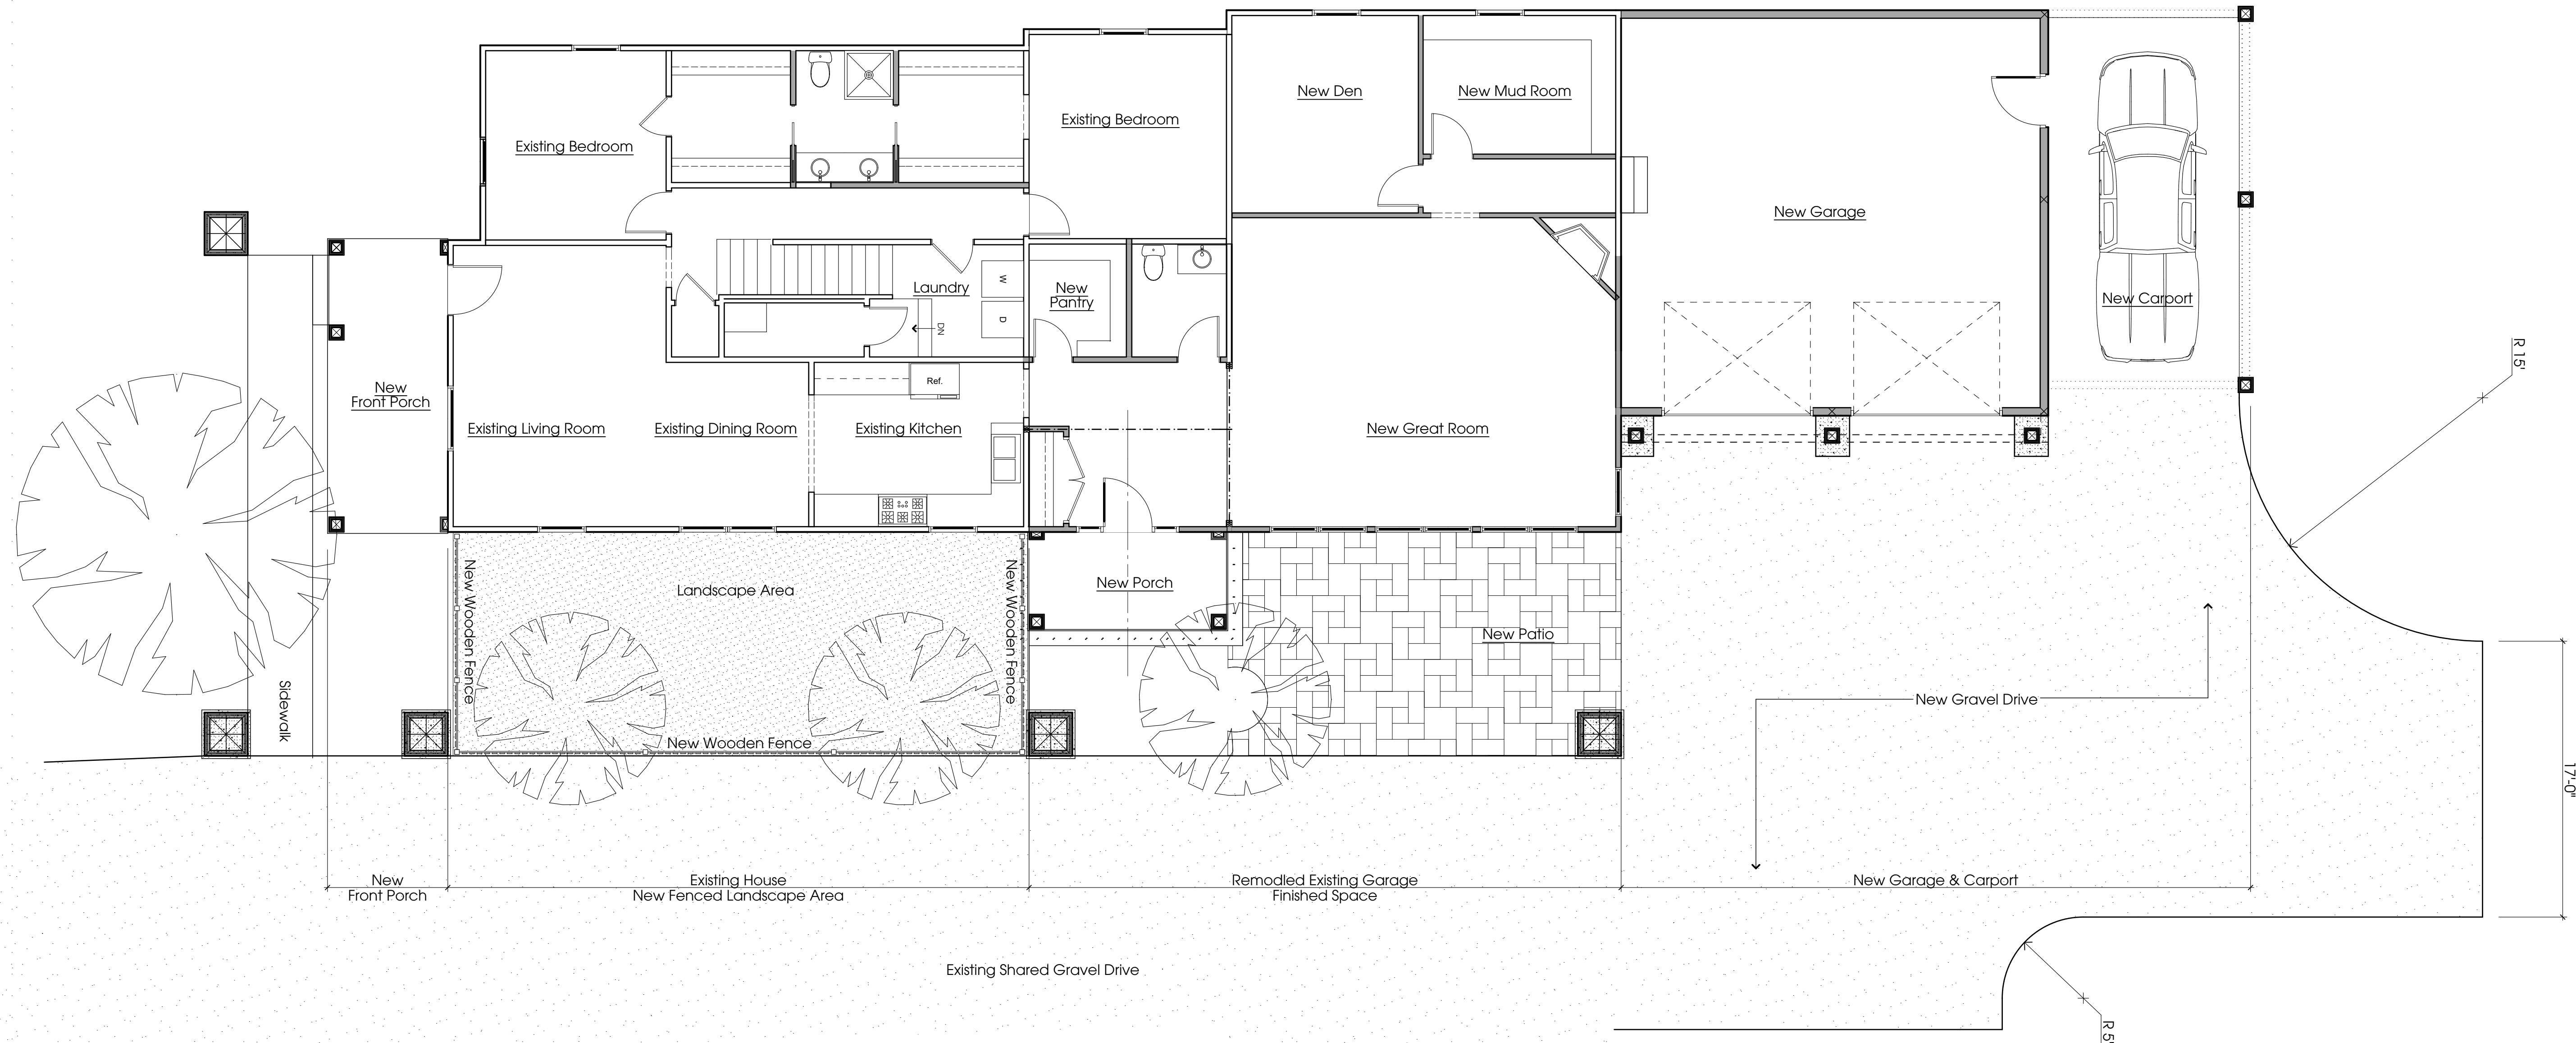 New Den
New Mud Room
Existing Bedroom
Existing Bedroom
New Garage
Laundry
W
D
DN
New
Pantry
New Carport
R 15'
Ref.
New
Front Porch
Existing Living Room
Existing Dining Room
Existing Kitchen
New Great Room
New Wooden Fence
Landscape Area
New Wooden Fence
New Porch
New Patio
Sidewalk
New Wooden Fence
New Gravel Drive
17'-0"
New
Front Porch
Existing House
New Fenced Landscape Area
Remodled Existing Garage
Finished Space
New Garage & Carport
Existing Shared Gravel Drive
R 5'